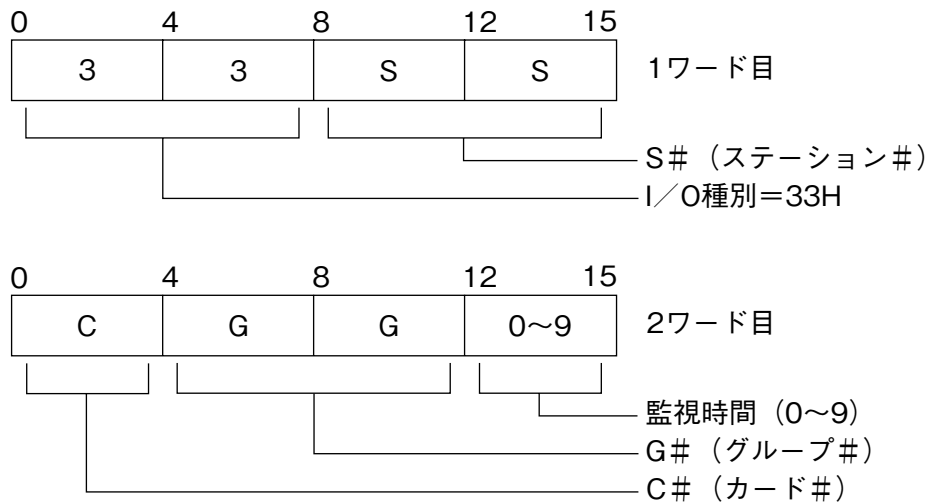 0 4 8 12 15
3 3 S S 1ワード目
S# (ステーション#)
I/O種別=33H
0 4 8 12 15
C G G 0～9 2ワード目
監視時間 (0～9)
G# (グループ#)
C# (カード#)